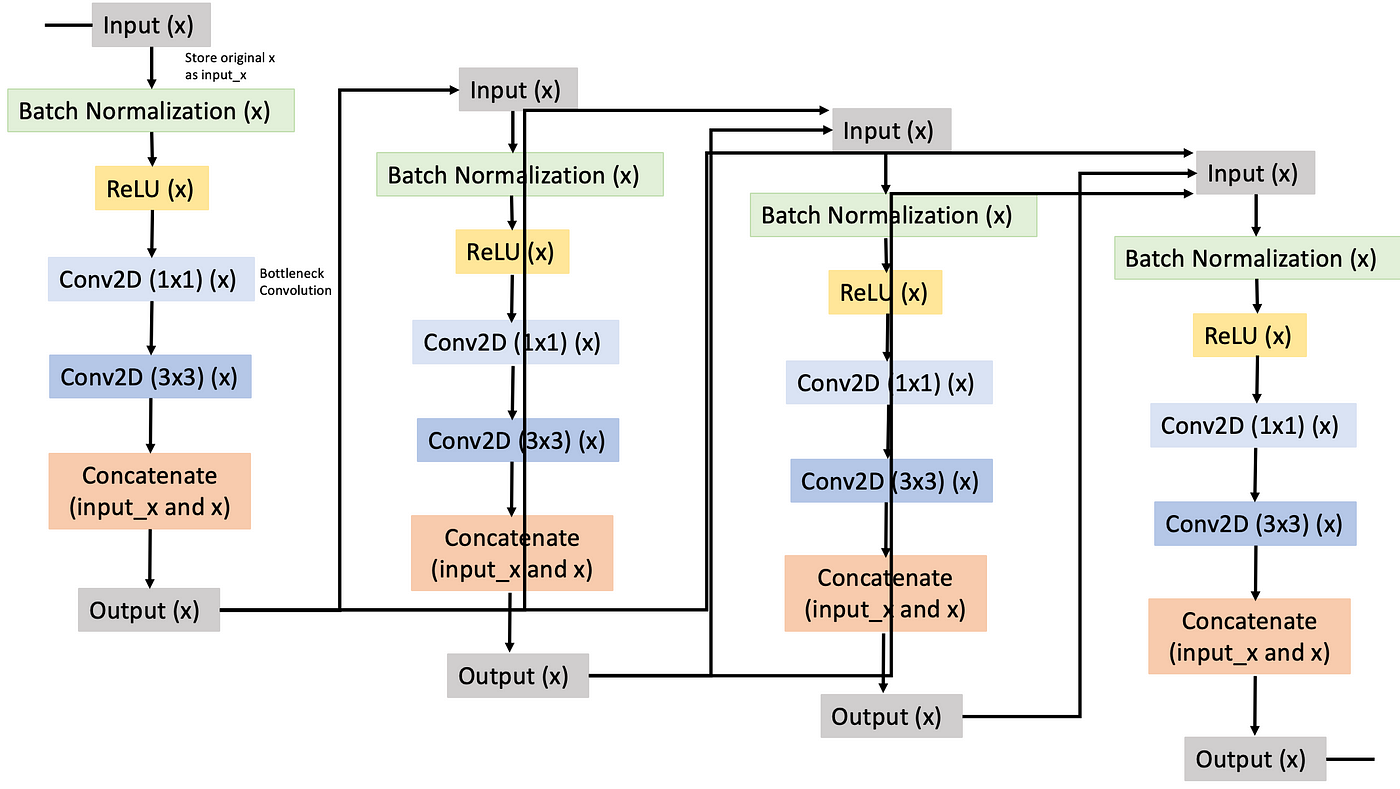 Input (x)
Store original x
as input_x
Batch Normalization (x)
ReLU (x)
Conv2D (1x1) (x)
Bottleneck
Convolution
Conv2D (3x3) (x)
Concatenate
(input_x and x)
Output (x)
Input (x)
Batch Normalization (x)
ReLU (x)
Conv2D (1x1) (x)
Conv2D (3x3) (x)
Concatenate
(input_x and x)
Output (x)
Input (x)
Batch Normalization (x)
ReLU (x)
Conv2D (1x1) (x)
Conv2D (3x3) (x)
Concatenate
(input_x and x)
Output (x)
Input (x)
Batch Normalization (x)
ReLU (x)
Conv2D (1x1) (x)
Conv2D (3x3) (x)
Concatenate
(input_x and x)
Output (x)